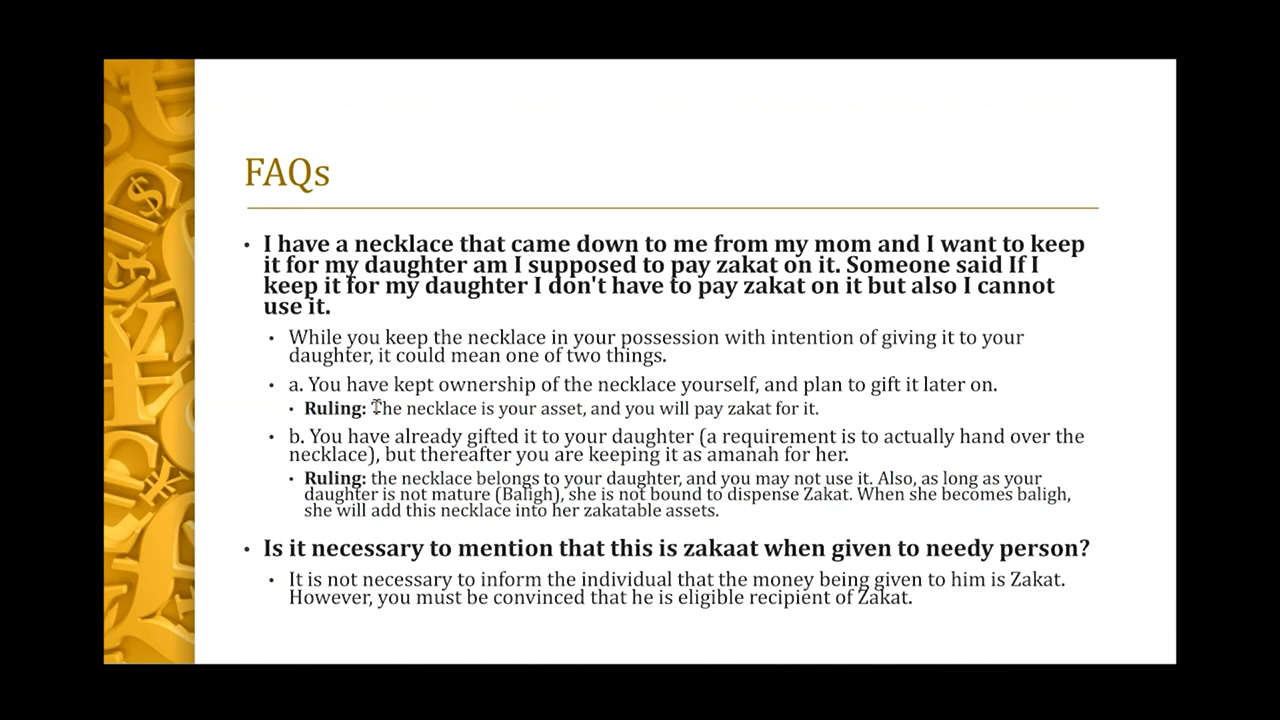 FAQs
• I have a necklace that came down to me from my mom and I want to keep
it for my daughter am I supposed to pay zakat on it. Someone said If I
keep it for my daughter I don't have to pay zakat on it but also I cannot
use it.
• While you keep the necklace in your possession with intention of giving it to your
daughter, it could mean one of two things.
• a. You have kept ownership of the necklace yourself, and plan to gift it later on.
• Ruling: The necklace is your asset, and you will pay zakat for it.
• b. You have already gifted it to your daughter (a requirement is to actually hand over the
necklace), but thereafter you are keeping it as amanah for her.
• Ruling: the necklace belongs to your daughter, and you may not use it. Also, as long as your
daughter is not mature (Baligh), she is not bound to dispense Zakat. When she becomes baligh,
she will add this necklace into her zakatable assets.
• Is it necessary to mention that this is zakaat when given to needy person?
• It is not necessary to inform the individual that the money being given to him is Zakat.
However, you must be convinced that he is eligible recipient of Zakat.